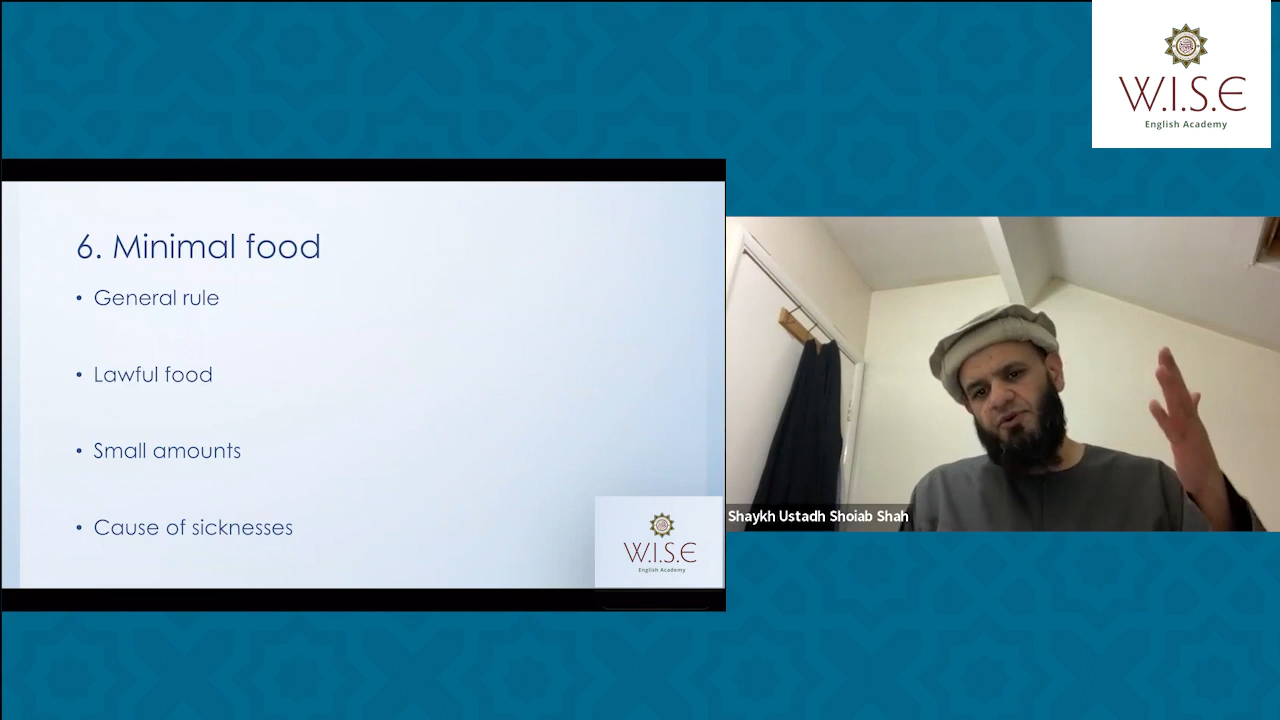 W.I.S.E
English Academy
6. Minimal food
• General rule
• Lawful food
• Small amounts
• Cause of sicknesses
W.I.S.E
English Academy
Shaykh Ustadh Shoiab Shah